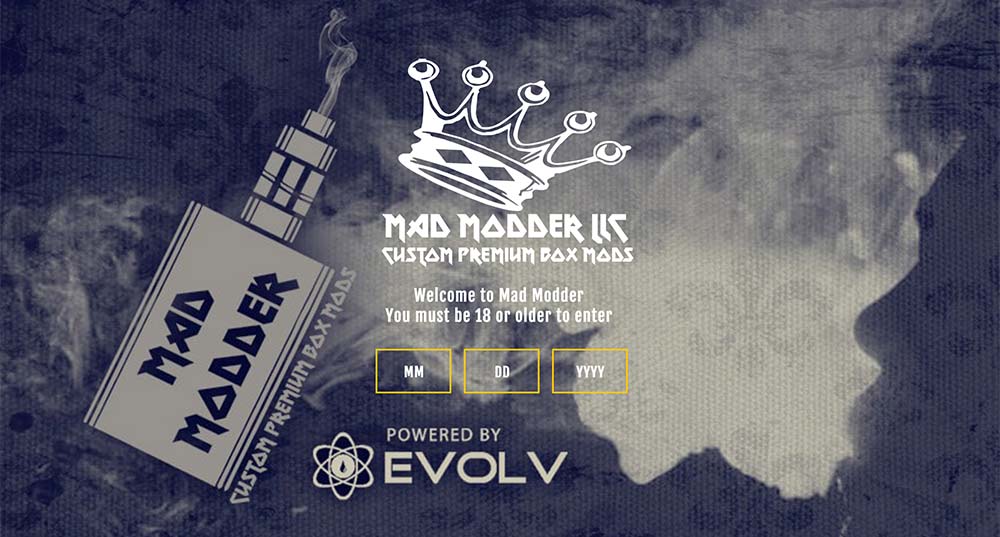 MAD MODDER LLC
CUSTOM PREMIUM BOX MODS
Welcome to Mad Modder
You must be 18 or older to enter
MM DD YYYY
POWERED BY
EVOLV
MAD
MODDER
CUSTOM PREMIUM BOX MODS